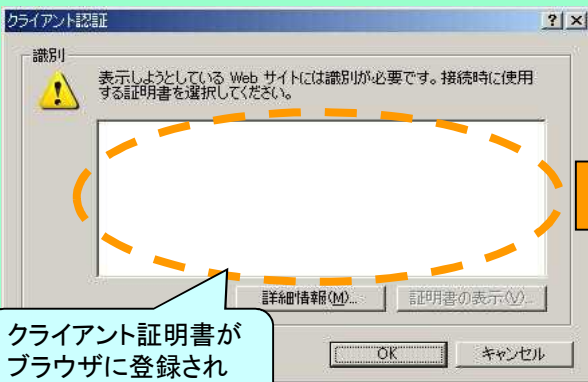 クライアント認証
識別
表示しようとしている Web サイトには識別が必要です。接続時に使用
する証明書を選択してください。
詳細情報(M)...
証明書の表示(V)...
クライアント証明書が
ブラウザに登録され
OK
キャンセル